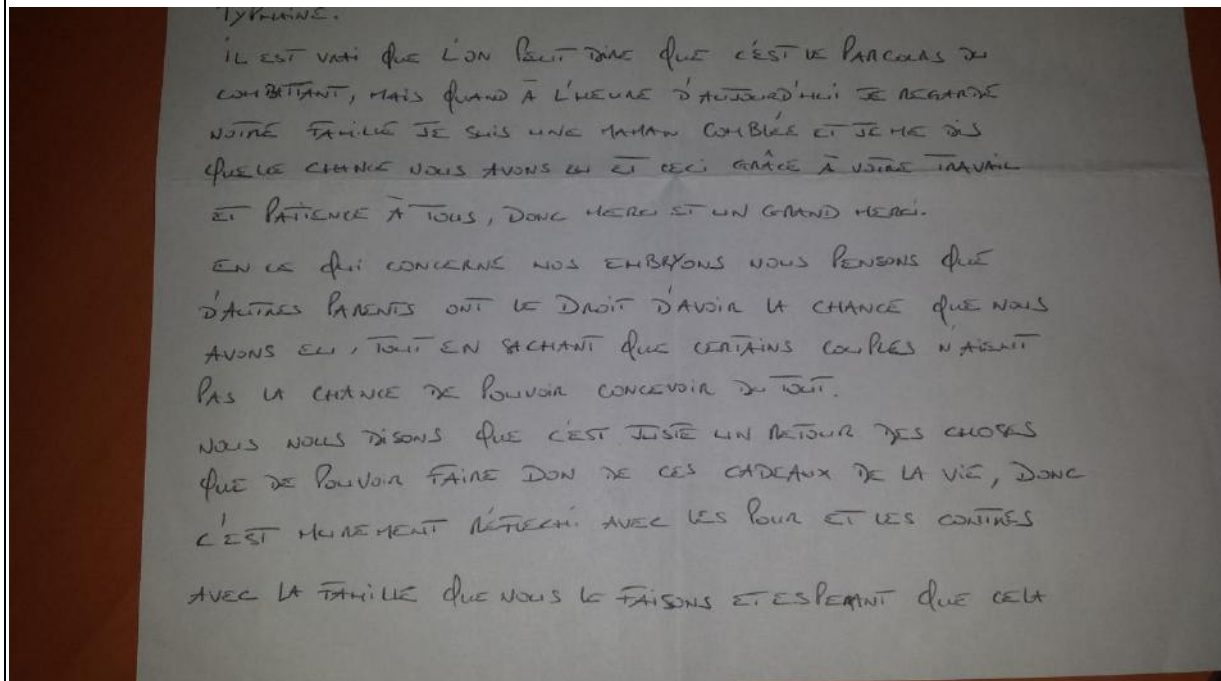 IL EST VRAI QUE L'ON PEUT DIRE QUE C'EST LE PARCOURS DU
COMBATTANT, MAIS QUAND À L'HEURE D'AUJOURD'HUI JE REGARDE
NOTRE FAMILLE JE SUIS UNE MAMAN COMBLÉE ET JE ME DIS
QUELLE CHANCE NOUS AVONS EU ET CECI GRÂCE À VOTRE TRAVAIL
ET PATIENCE À TOUS, DONC MERCI ET UN GRAND MERCI.
EN CE QUI CONCERNE NOS EMBRYONS NOUS PENSONS QUE
D'AUTRES PARENTS ONT LE DROIT D'AVOIR LA CHANCE QUE NOUS
AVONS EU, TOUT EN SACHANT QUE CERTAINS COUPLES N'AIENT
PAS LA CHANCE DE POUVOIR CONCEVOIR DU TOUT.
NOUS NOUS DISONS QUE C'EST JUSTE UN RETOUR DES CHOSES
QUE DE POUVOIR FAIRE DON DE CES CADEAUX DE LA VIE, DONC
C'EST MUREMENT RÉFLECHI AVEC LES POUR ET LES CONTRES
AVEC LA FAMILLE QUE NOUS LE FAISONS ET ESPERANT QUE CELA